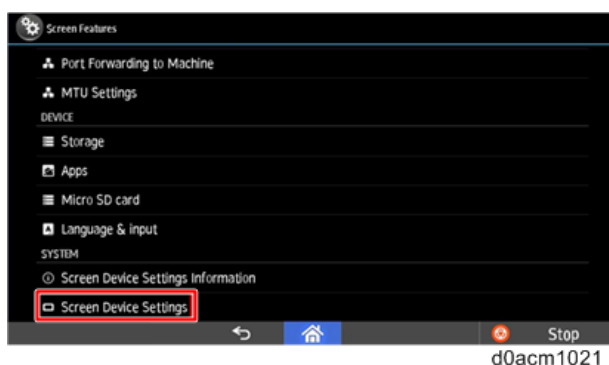 Screen Features
Port Forwarding to Machine
MTU Settings
DEVICE
Storage
Apps
Micro SD card
Language & input
SYSTEM
Screen Device Settings Information
Screen Device Settings
Stop
d0acm1021